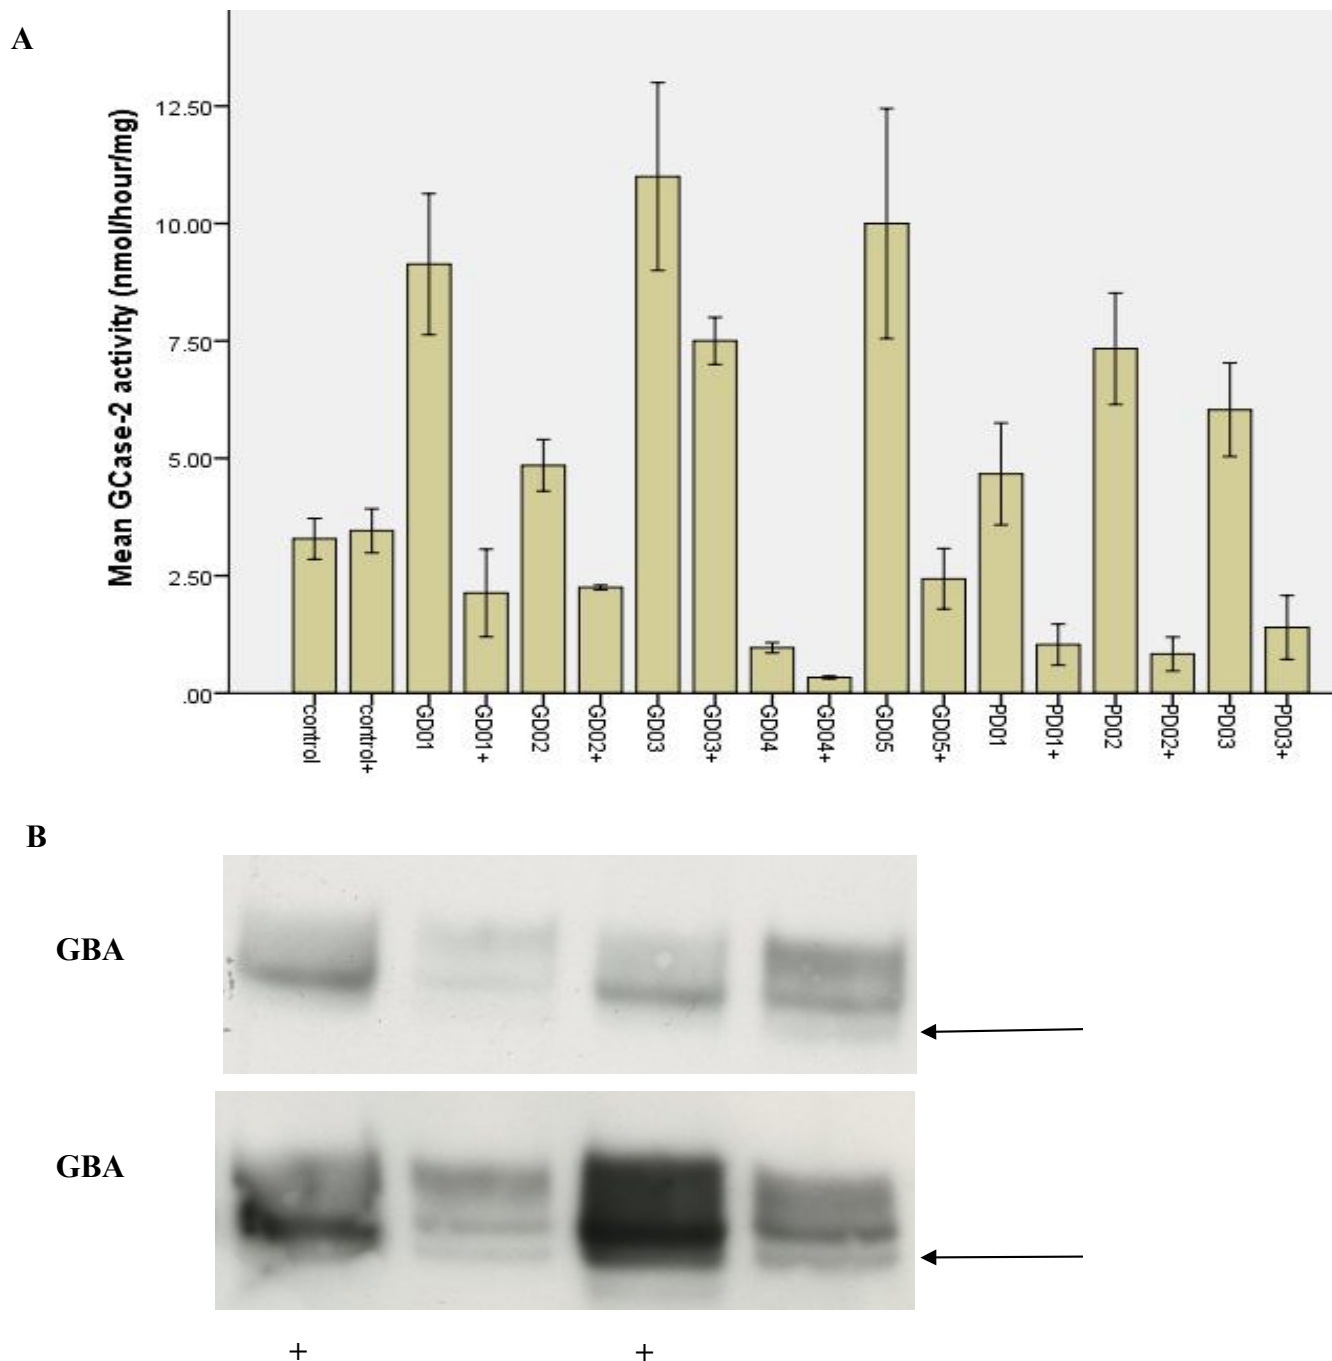 A
Mean GCase-2 activity (nmol/hour/mg)
12.50
10.00
7.50
5.00
2.50
.00
control
control+
GD01
GD01+
GD02
GD02+
GD03
GD03+
GD04
GD04+
GD05
GD05+
PD01
PD01+
PD02
PD02+
PD03
PD03+
B
GBA
GBA
+ +